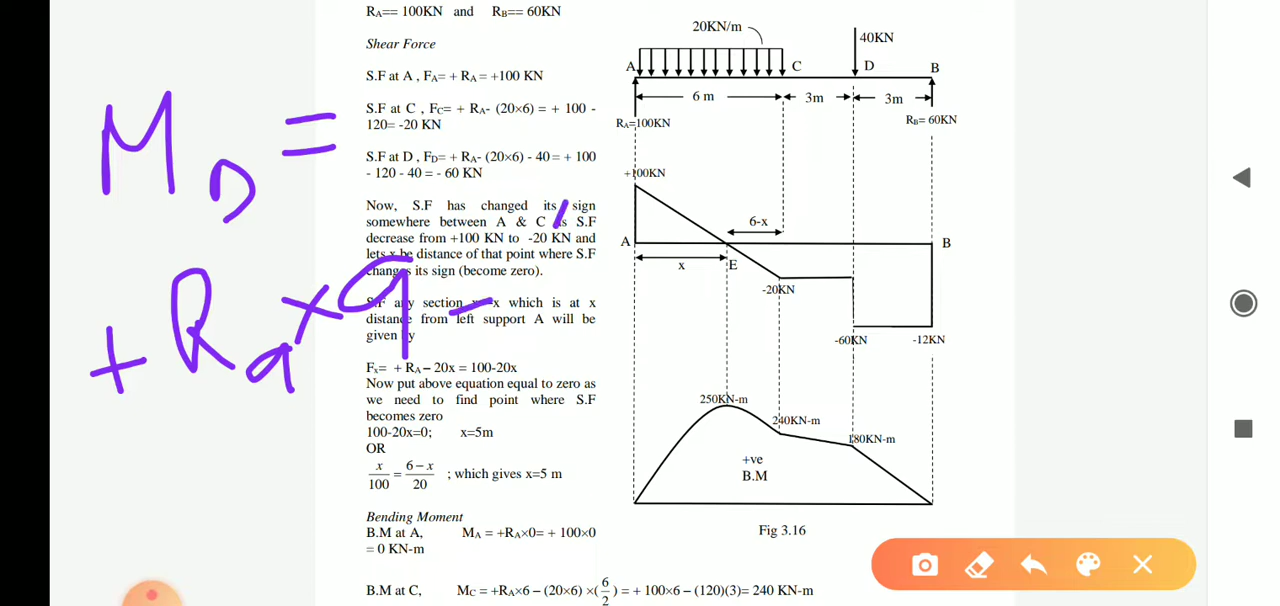 RA== 100KN and RB== 60KN
Shear Force
S.F at A , FA= + RA = +100 KN
S.F at C , FC= + RA- (20×6) = + 100 -
120= -20 KN
S.F at D , FD= + RA- (20×6) - 40 = + 100
- 120 - 40 = - 60 KN
Now, S.F has changed its sign
somewhere between A & C as S.F
decrease from +100 KN to -20 KN and
lets x be distance of that point where S.F
changes its sign (become zero).
S.F any section x-x which is at x
distance from left support A will be
given by
Fx= + RA – 20x = 100-20x
Now put above equation equal to zero as
we need to find point where S.F
becomes zero
100-20x=0; x=5m
OR
x/100 = 6−x/20 ; which gives x=5 m
Bending Moment
B.M at A, MA = +RA×0= + 100×0
= 0 KN-m
B.M at C, MC = +RA×6 – (20×6) ×(6/2) = + 100×6 – (120)(3)= 240 KN-m
MD =
+ Ra × 9 −
20KN/m
40KN
A C D B
6 m 3m 3m
RA=100KN RB= 60KN
+100KN
6-x
A B
x E
-20KN
-60KN -12KN
250KN-m
240KN-m
180KN-m
+ve
B.M
Fig 3.16